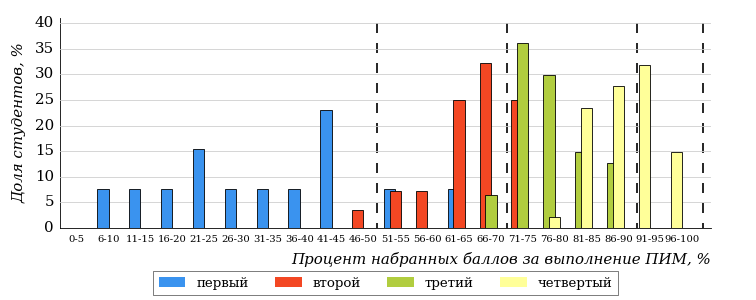 Доля студентов, %
40
35
30
25
20
15
10
5
0
0-5 6-10 11-15 16-20 21-25 26-30 31-35 36-40 41-45 46-50 51-55 56-60 61-65 66-70 71-75 76-80 81-85 86-90 91-95 96-100
Процент набранных баллов за выполнение ПИМ, %
первый второй третий четвертый